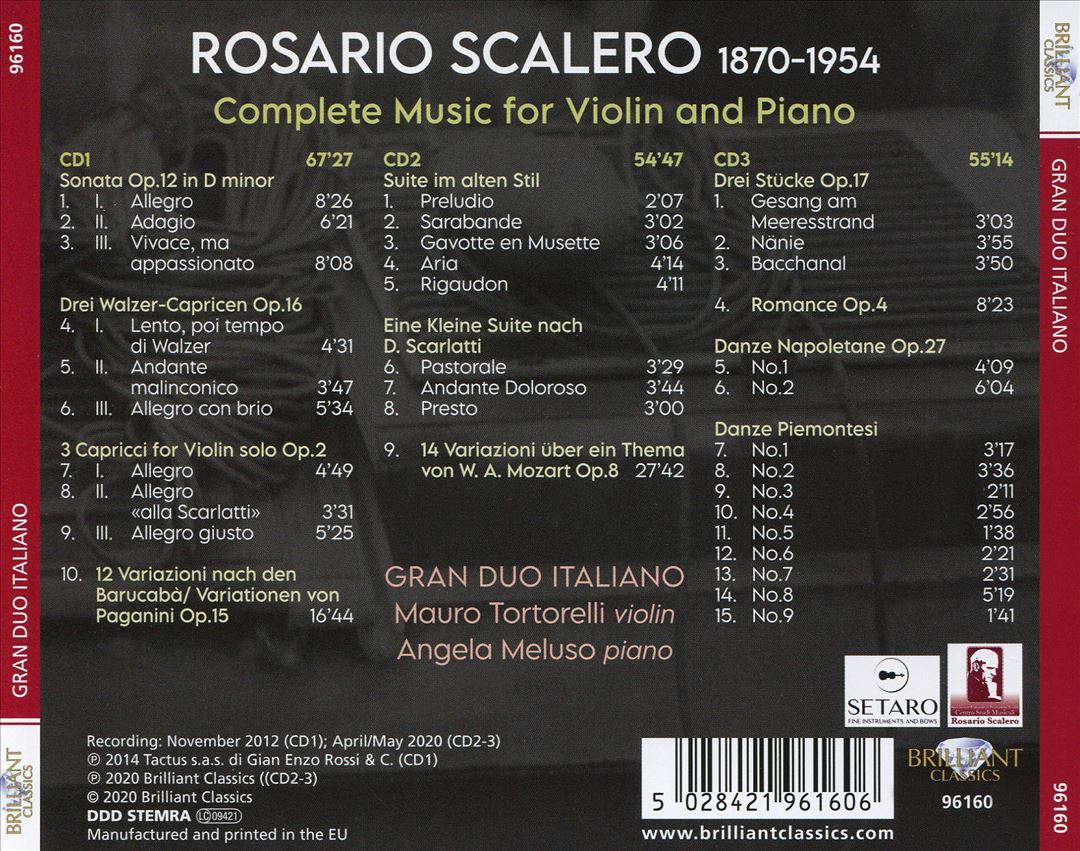 96160
GRAN DUO ITALIANO
BRILLIANT
CLASSICS
ROSARIO SCALERO 1870-1954
Complete Music for Violin and Piano
CD1 67'27
Sonata Op.12 in D minor
1. I. Allegro 8'26
2. II. Adagio 6'21
3. III. Vivace, ma
appassionato 8'08
Drei Walzer-Capricen Op.16
4. I. Lento, poi tempo
di Walzer 4'31
5. II. Andante
malinconico 3'47
6. III. Allegro con brio 5'34
3 Capricci for Violin solo Op.2
7. I. Allegro 4'49
8. II. Allegro
«alla Scarlatti» 3'31
9. III. Allegro giusto 5'25
10. 12 Variazioni nach den
Barucabà/ Variationen von
Paganini Op.15 16'44
CD2 54'47
Suite im alten Stil
1. Preludio 2'07
2. Sarabande 3'02
3. Gavotte en Musette 3'06
4. Aria 4'14
5. Rigaudon 4'11
Eine Kleine Suite nach
D. Scarlatti
6. Pastorale 3'29
7. Andante Doloroso 3'44
8. Presto 3'00
9. 14 Variazioni über ein Thema
von W. A. Mozart Op.8 27'42
CD3 55'14
Drei Stücke Op.17
1. Gesang am
Meeresstrand 3'03
2. Nänie 3'55
3. Bacchanal 3'50
4. Romance Op.4 8'23
Danze Napoletane Op.27
5. No.1 4'09
6. No.2 6'04
Danze Piemontesi
7. No.1 3'17
8. No.2 3'36
9. No.3 2'11
10. No.4 2'56
11. No.5 1'38
12. No.6 2'21
13. No.7 2'31
14. No.8 5'19
15. No.9 1'41
GRAN DUO ITALIANO
Mauro Tortorelli violin
Angela Meluso piano
SETARO
FINE INSTRUMENTS AND BOWS
Centro Studi Musicali
Rosario Scalero
Recording: November 2012 (CD1); April/May 2020 (CD2-3)
℗ 2014 Tactus s.a.s. di Gian Enzo Rossi & C. (CD1)
℗ 2020 Brilliant Classics ((CD2-3)
© 2020 Brilliant Classics
DDD STEMRA LC 09421
Manufactured and printed in the EU
5 028421 961606
www.brilliantclassics.com
BRILLIANT
CLASSICS
96160
BRILLIANT
CLASSICS
GRAN DUO ITALIANO
96160